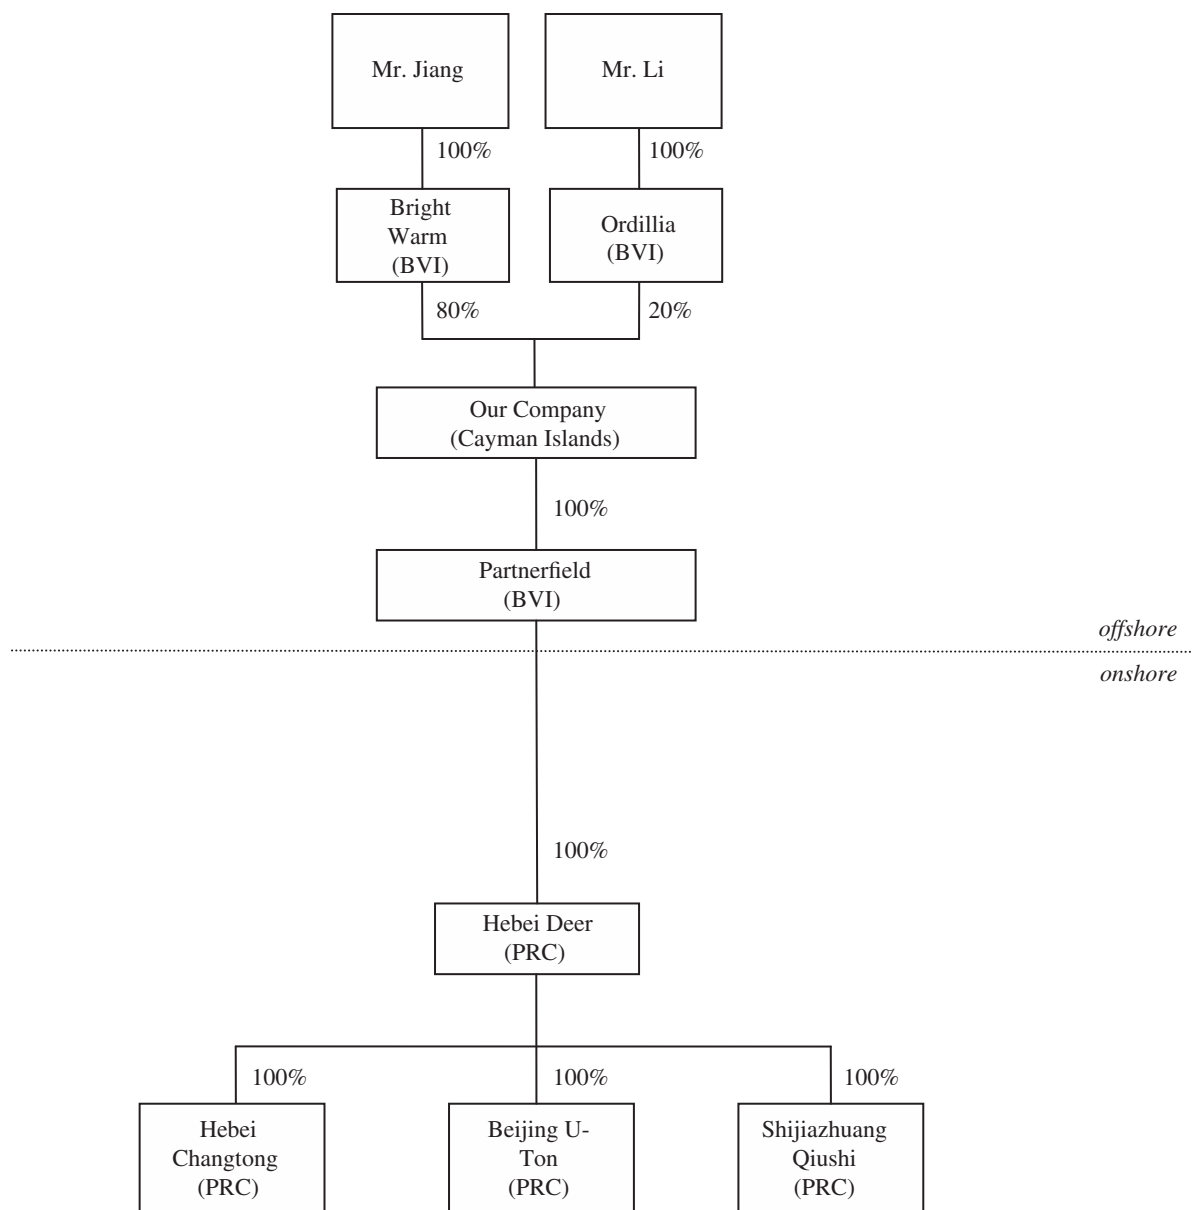 Mr. Jiang
Mr. Li
100%
100%
Bright
Warm
(BVI)
Ordillia
(BVI)
80%
20%
Our Company
(Cayman Islands)
100%
Partnerfield
(BVI)
offshore
onshore
100%
Hebei Deer
(PRC)
100%
100%
100%
Hebei
Changtong
(PRC)
Beijing U-
Ton
(PRC)
Shijiazhuang
Qiushi
(PRC)